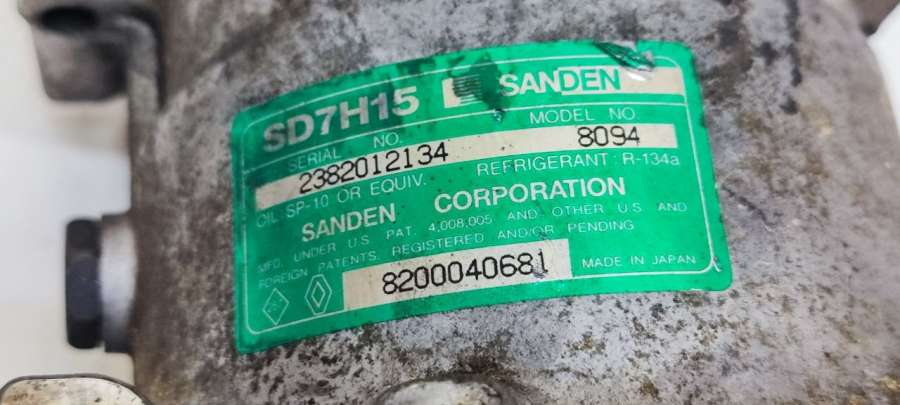 SD7H15 SANDEN
SERIAL NO. MODEL NO.
2382012134 8094
OIL SP-10 OR EQUIV. REFRIGERANT: R-134a
SANDEN CORPORATION
MFD. UNDER U.S. PAT. 4,008,005 AND OTHER U.S. AND
FOREIGN PATENTS. REGISTERED AND/OR PENDING
8200040681 MADE IN JAPAN